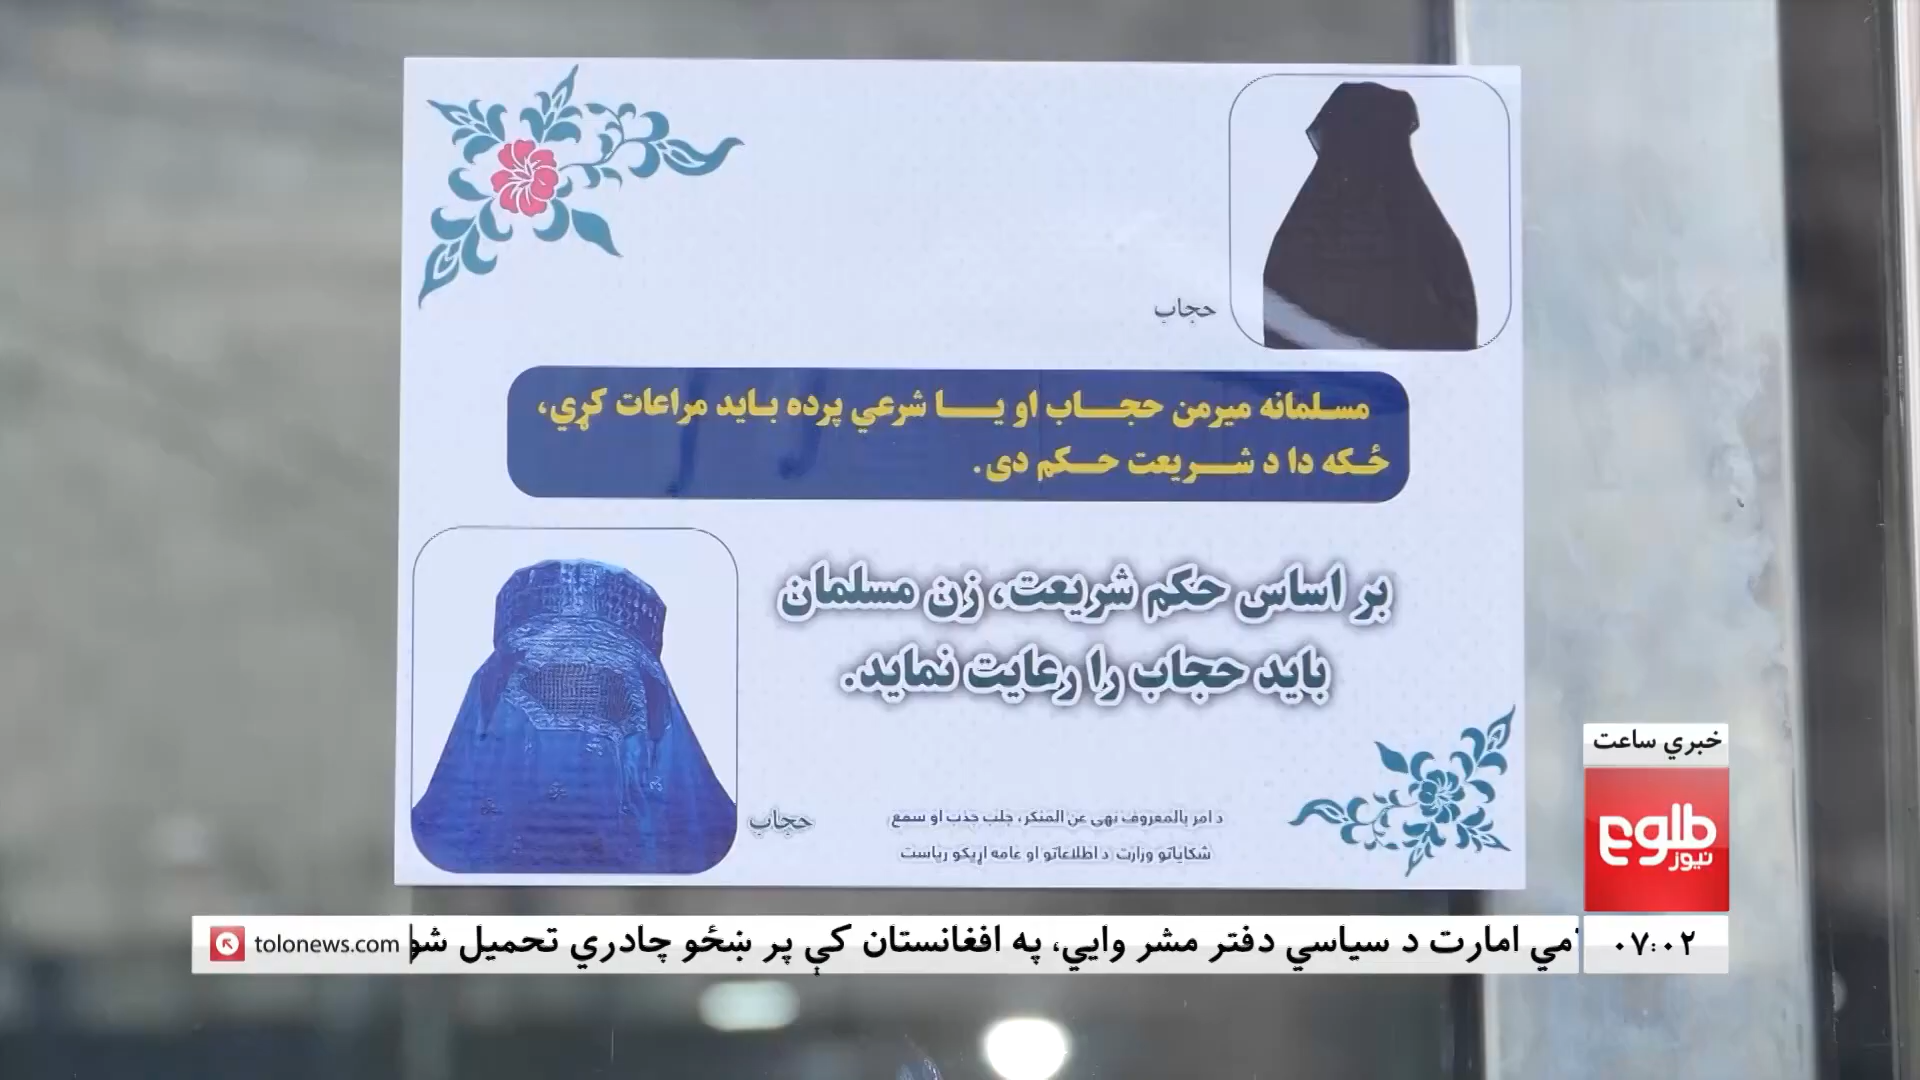 حجاب
مسلمانه میرمن حجاب او یا شرعي پرده باید مراعات کړي،
ځکه دا د شریعت حکم دی.
بر اساس حکم شریعت، زن مسلمان
باید حجاب را رعایت نماید.
حجاب
د امر بالمعروف نهی عن المنکر، جلب جذب او سمع
شکایاتو وزارت د اطلاعاتو او عامه اړیکو ریاست
خبري ساعت
طلوع
نیوز
۰۷:۰۲
tolonews.com
امارت د سیاسي دفتر مشر وايي، په افغانستان کې پر ښځو چادري تحمیل